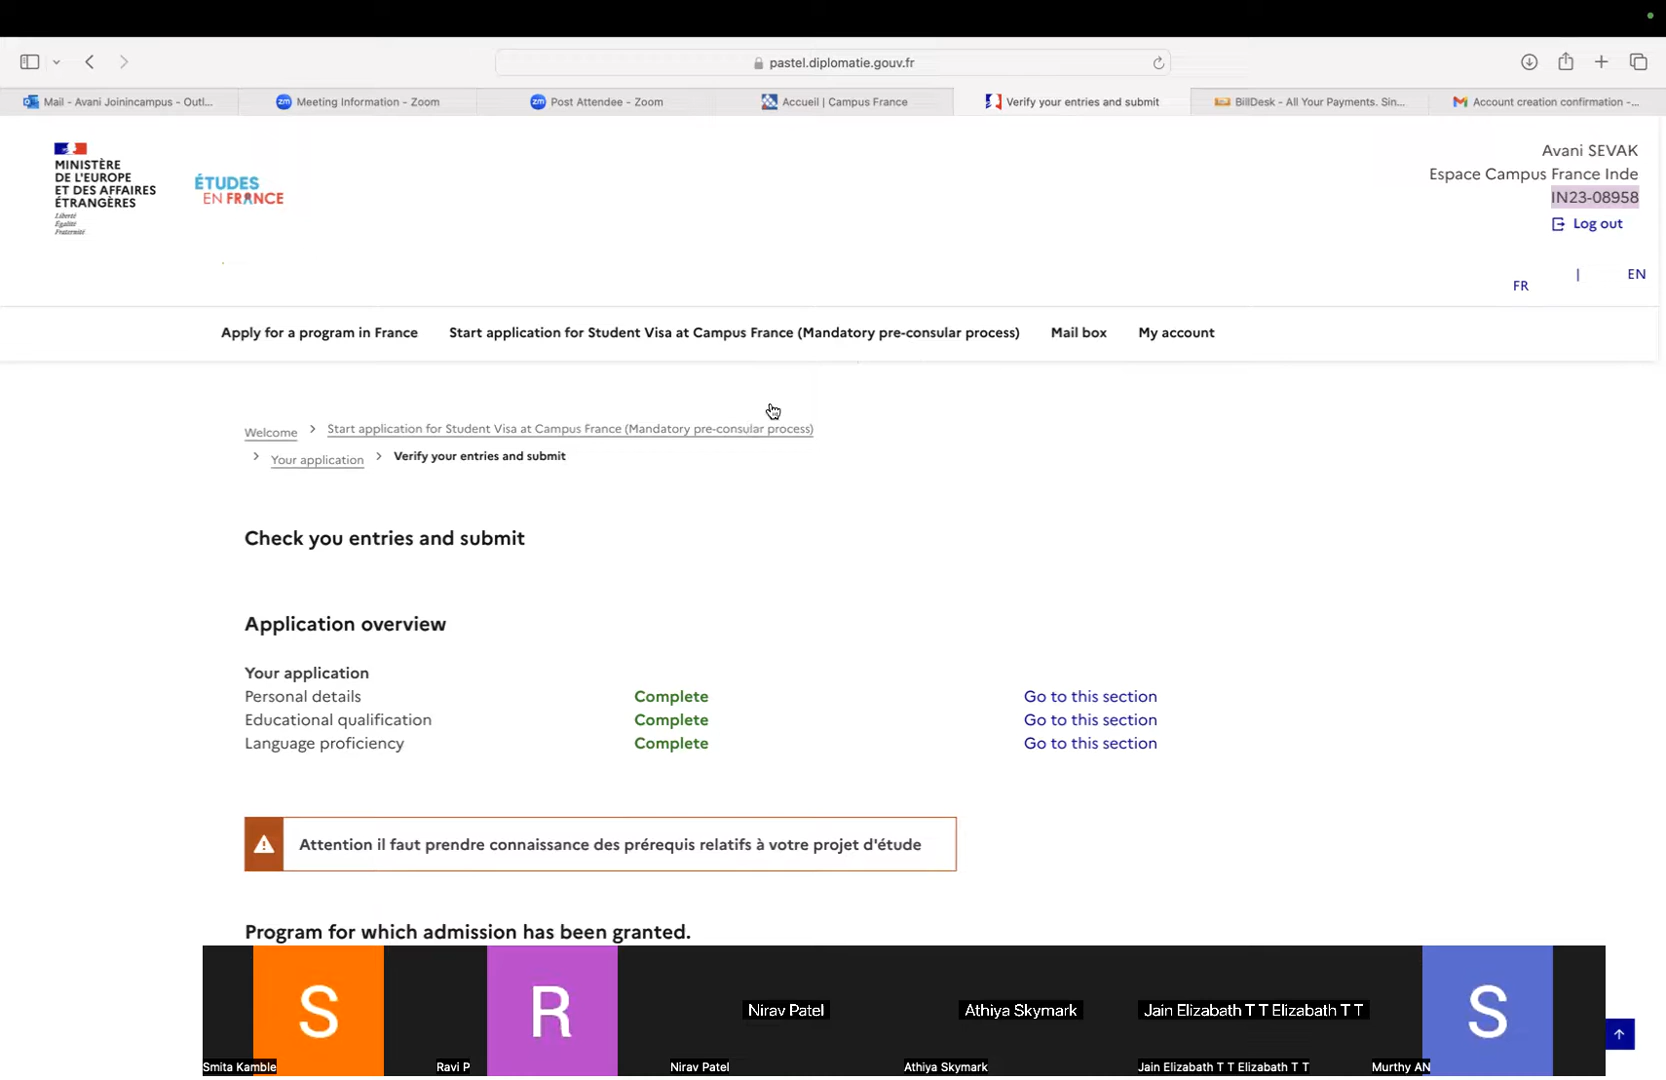 pastel.diplomatie.gouv.fr
Mail - Avani Joinincampus - Outl...
zm Meeting Information - Zoom
zm Post Attendee - Zoom
Accueil | Campus France
Verify your entries and submit
BillDesk - All Your Payments. Sin...
Account creation confirmation -...
MINISTÈRE
DE L'EUROPE
ET DES AFFAIRES
ÉTRANGÈRES
Liberté
Égalité
Fraternité
ÉTUDES
EN FRANCE
Avani SEVAK
Espace Campus France Inde
IN23-08958
Log out
FR | EN
Apply for a program in France
Start application for Student Visa at Campus France (Mandatory pre-consular process)
Mail box
My account
Welcome > Start application for Student Visa at Campus France (Mandatory pre-consular process)
> Your application > Verify your entries and submit
Check you entries and submit
Application overview
Your application
Personal details Complete Go to this section
Educational qualification Complete Go to this section
Language proficiency Complete Go to this section
Attention il faut prendre connaissance des prérequis relatifs à votre projet d'étude
Program for which admission has been granted.
S
R
Nirav Patel
Athiya Skymark
Jain Elizabath T T Elizabath T T
S
Smita Kamble
Ravi P
Nirav Patel
Athiya Skymark
Jain Elizabath T T Elizabath T T
Murthy AN